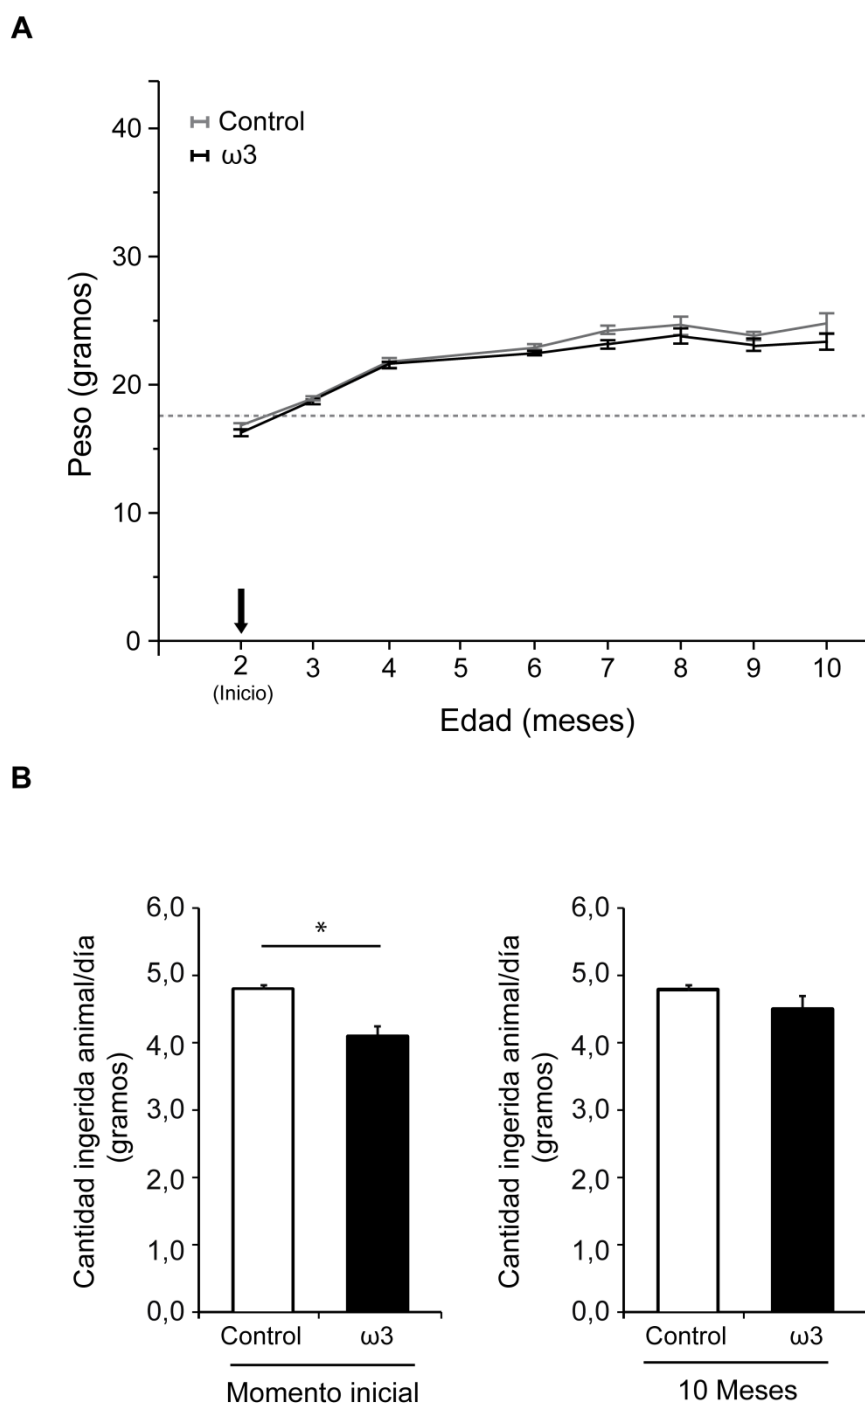 A
Control
ω3
40
30
20
10
0
Peso (gramos)
2 3 4 5 6 7 8 9 10
(Inicio)
Edad (meses)
B
Cantidad ingerida animal/día
(gramos)
6,0
5,0
4,0
3,0
2,0
1,0
0,0
*
Control ω3
Momento inicial
Cantidad ingerida animal/día
(gramos)
6,0
5,0
4,0
3,0
2,0
1,0
0,0
Control ω3
10 Meses